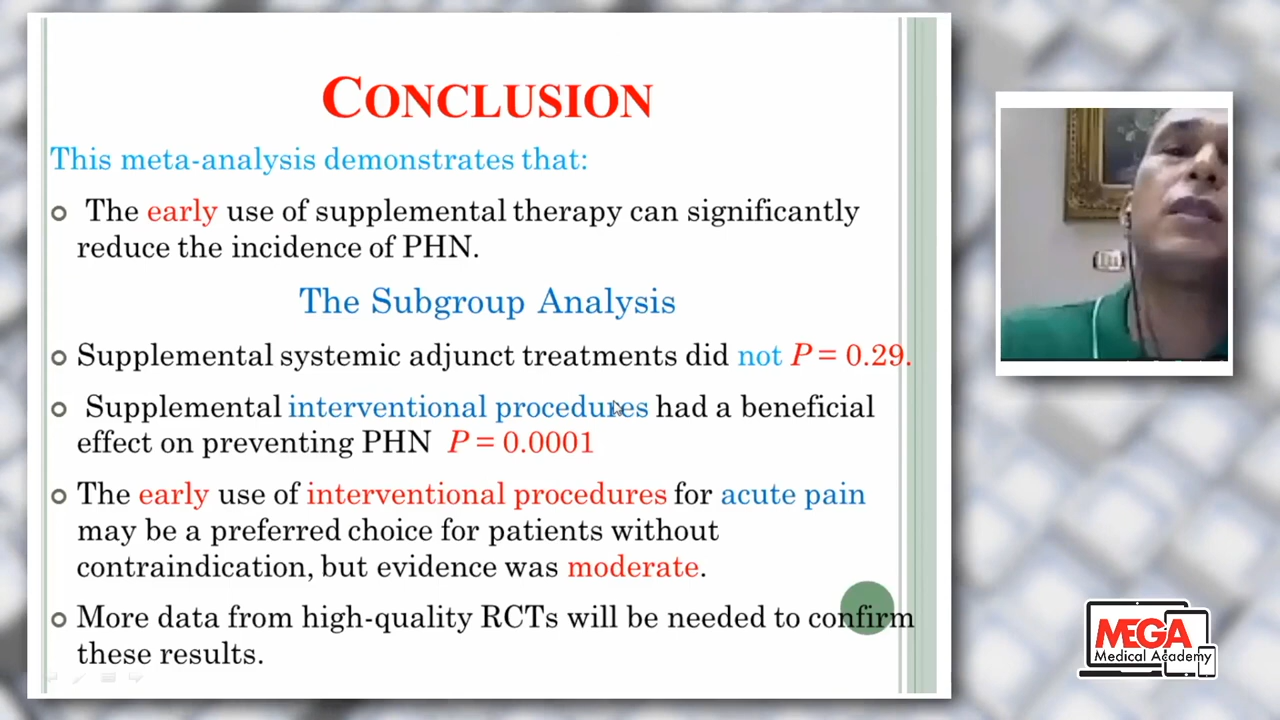 CONCLUSION
This meta-analysis demonstrates that:
The early use of supplemental therapy can significantly
reduce the incidence of PHN.
The Subgroup Analysis
Supplemental systemic adjunct treatments did not P = 0.29.
Supplemental interventional procedures had a beneficial
effect on preventing PHN P = 0.0001
The early use of interventional procedures for acute pain
may be a preferred choice for patients without
contraindication, but evidence was moderate.
More data from high-quality RCTs will be needed to confirm
these results.
MEGA
Medical Academy